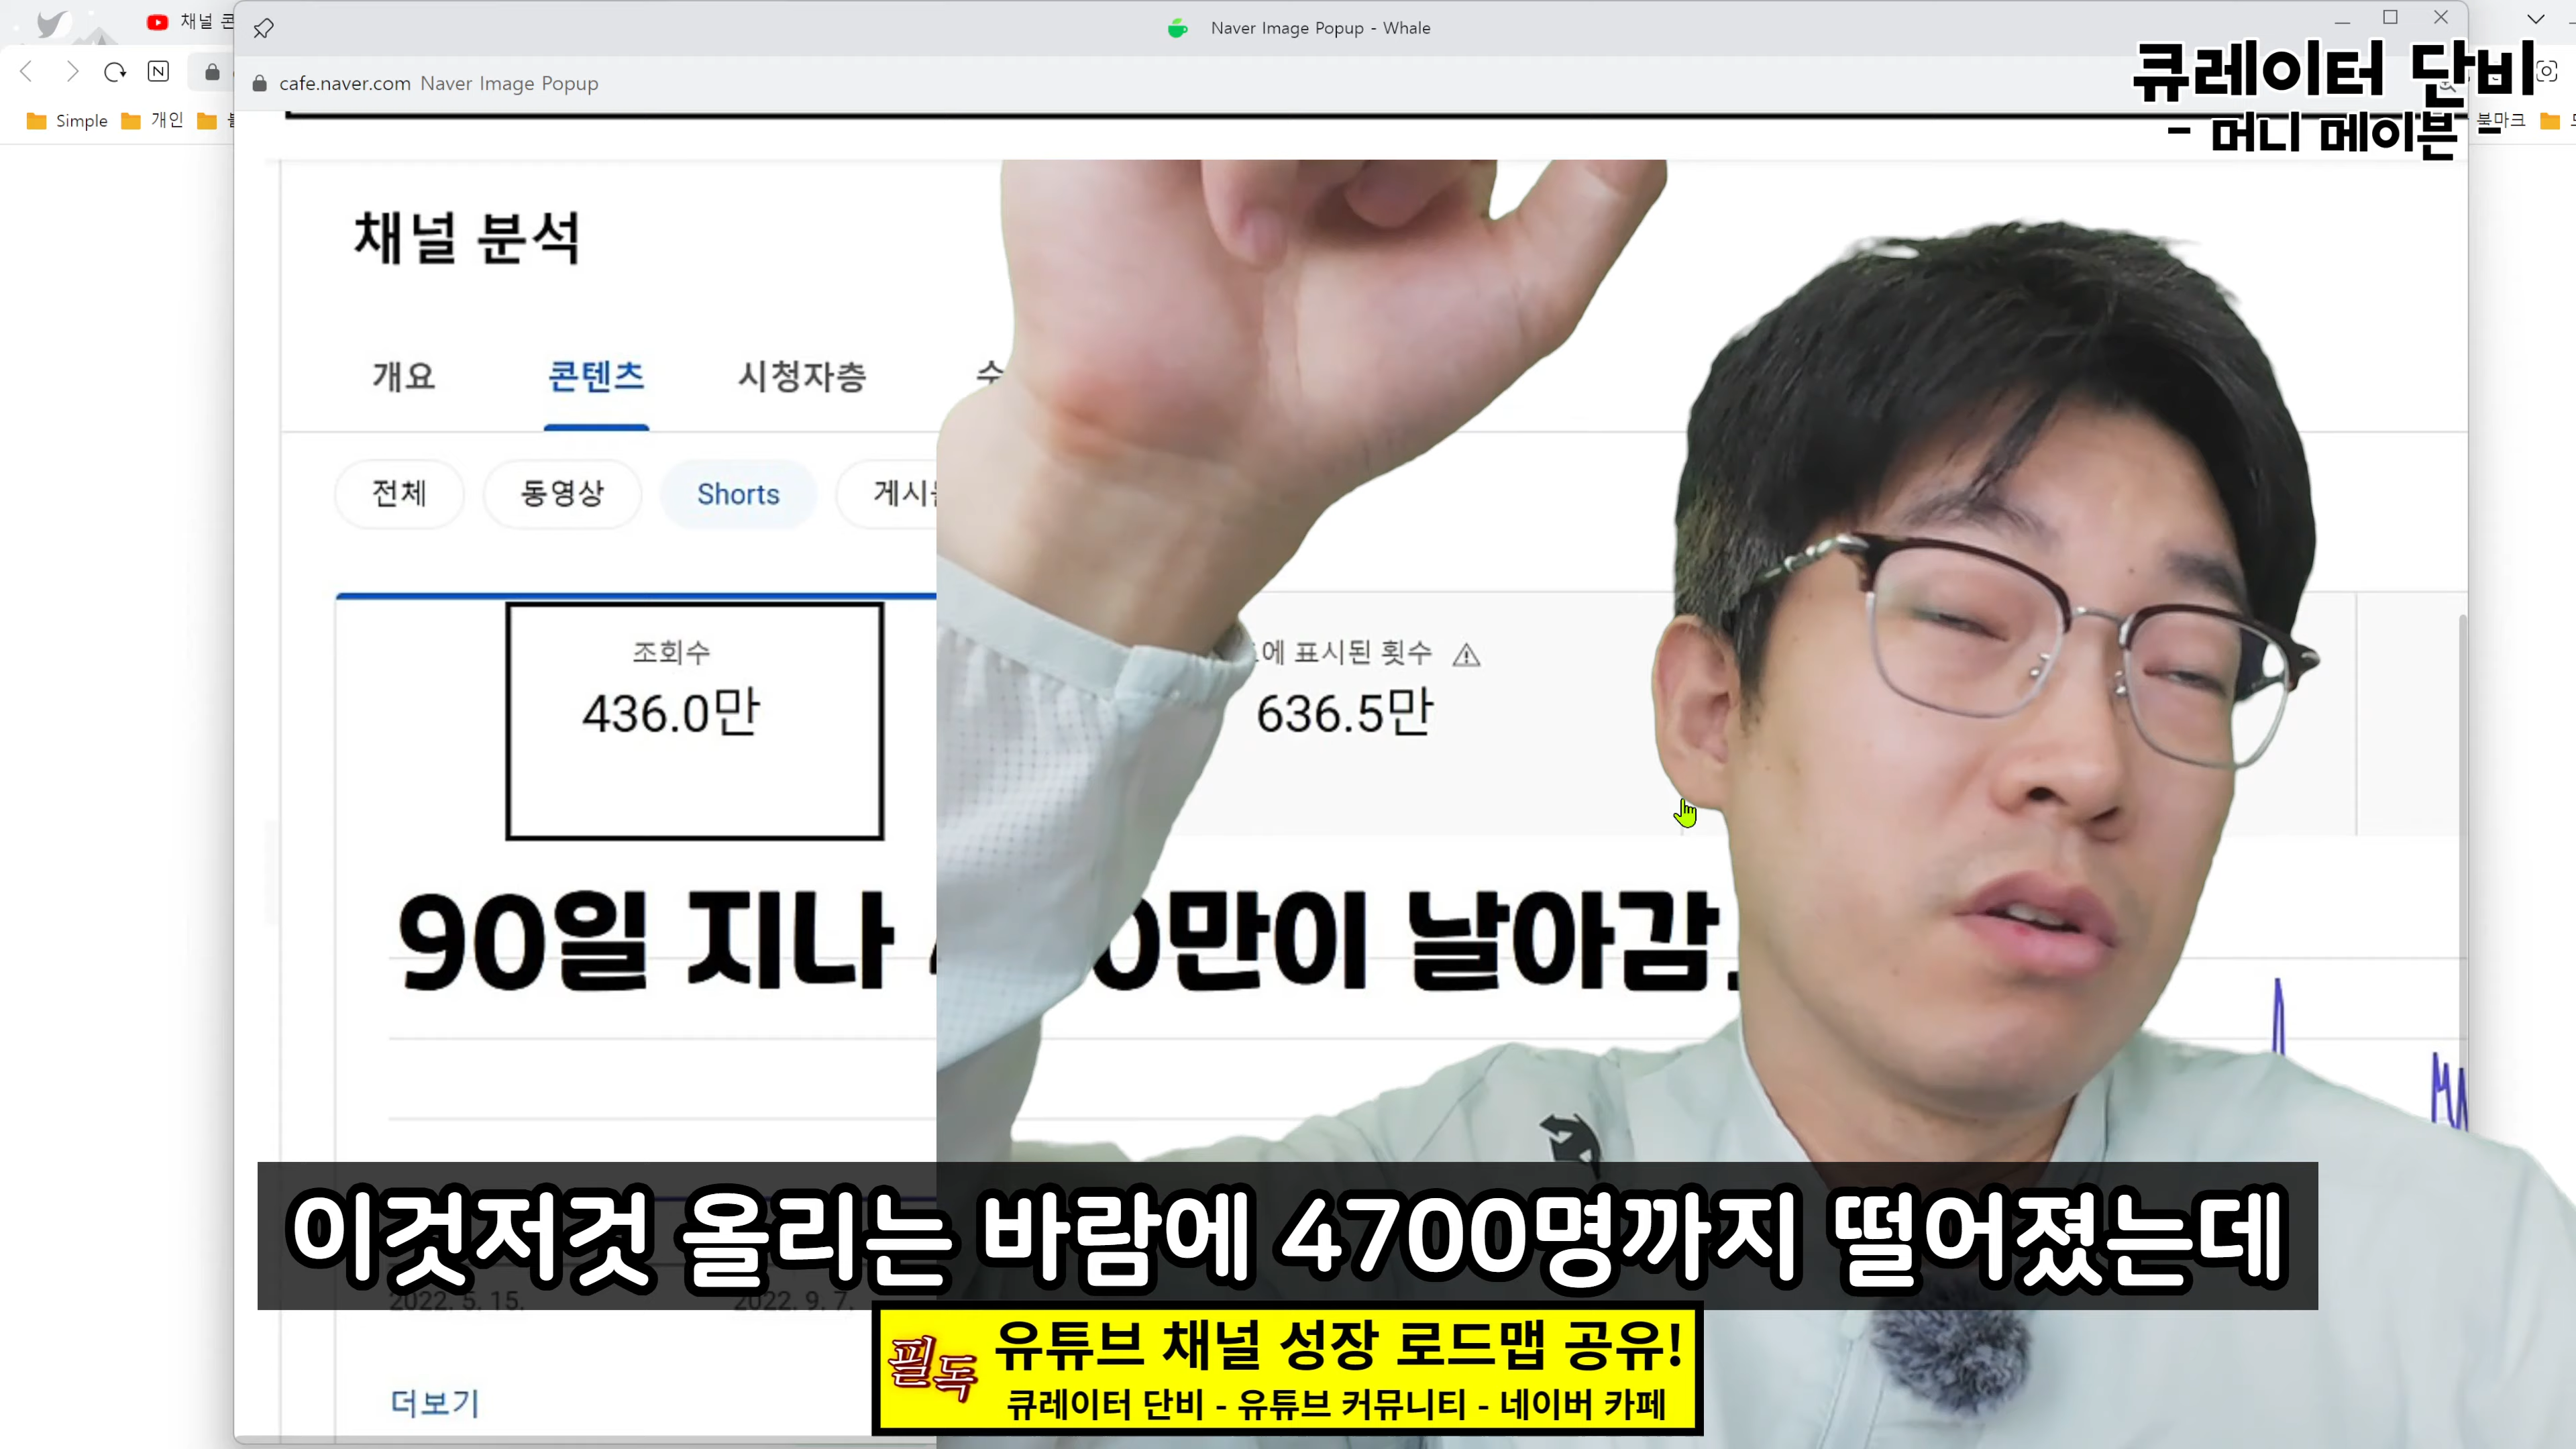 채널 콘
Naver Image Popup - Whale
cafe.naver.com Naver Image Popup
큐레이터 단비
- 머니 메이븐 -
Simple 개인
북마크
채널 분석
개요 콘텐츠 시청자층 수
전체 동영상 Shorts 게시
조회수
436.0만
에 표시된 횟수
636.5만
90일 지나 0만이 날아감.
이것저것 올리는 바람에 4700명까지 떨어졌는데
2022. 5. 15. 2022. 9. 7.
필독
유튜브 채널 성장 로드맵 공유!
큐레이터 단비 - 유튜브 커뮤니티 - 네이버 카페
더보기